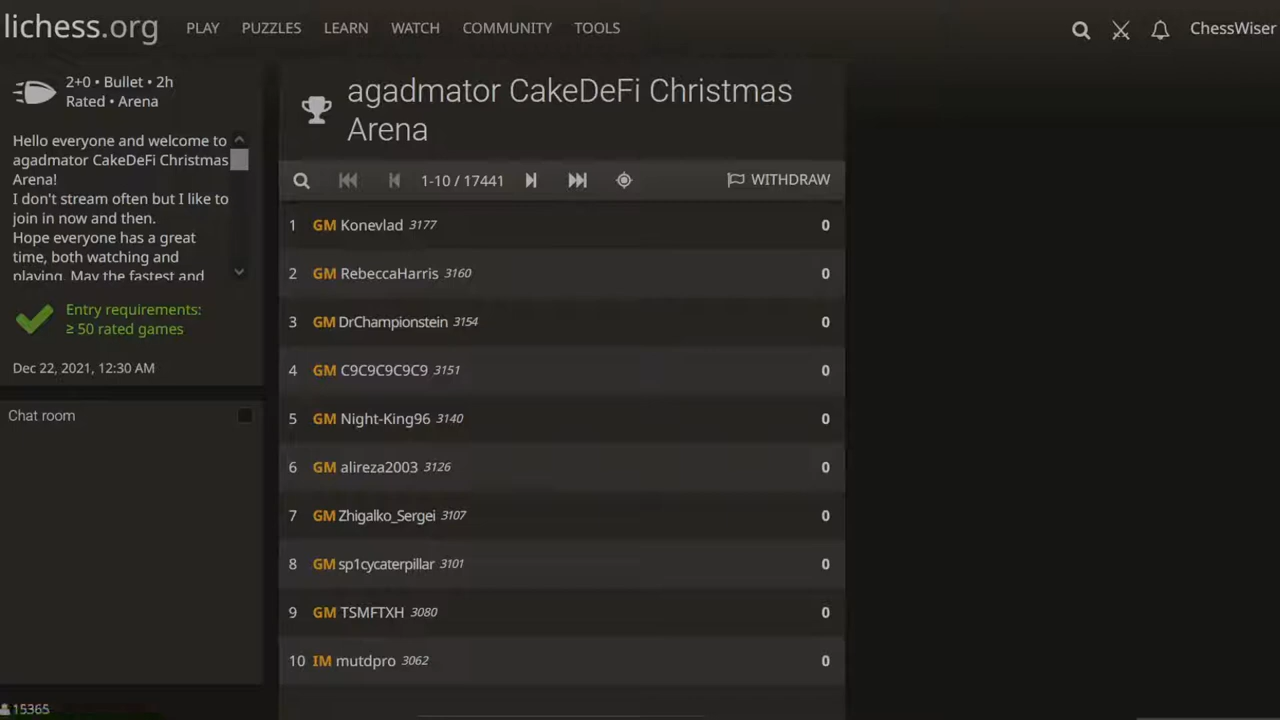 lichess.org PLAY PUZZLES LEARN WATCH COMMUNITY TOOLS ChessWiser
2+0 • Bullet • 2h
Rated • Arena
Hello everyone and welcome to
agadmator CakeDeFi Christmas
Arena!
I don't stream often but I like to
join in now and then.
Hope everyone has a great
time, both watching and
playing. May the fastest and
Entry requirements:
≥ 50 rated games
Dec 22, 2021, 12:30 AM
Chat room
15365
agadmator CakeDeFi Christmas
Arena
1-10 / 17441 WITHDRAW
1 GM Konevlad 3177 0
2 GM RebeccaHarris 3160 0
3 GM DrChampionstein 3154 0
4 GM C9C9C9C9C9 3151 0
5 GM Night-King96 3140 0
6 GM alireza2003 3126 0
7 GM Zhigalko_Sergei 3107 0
8 GM sp1cycaterpillar 3101 0
9 GM TSMFTXH 3080 0
10 IM mutdpro 3062 0